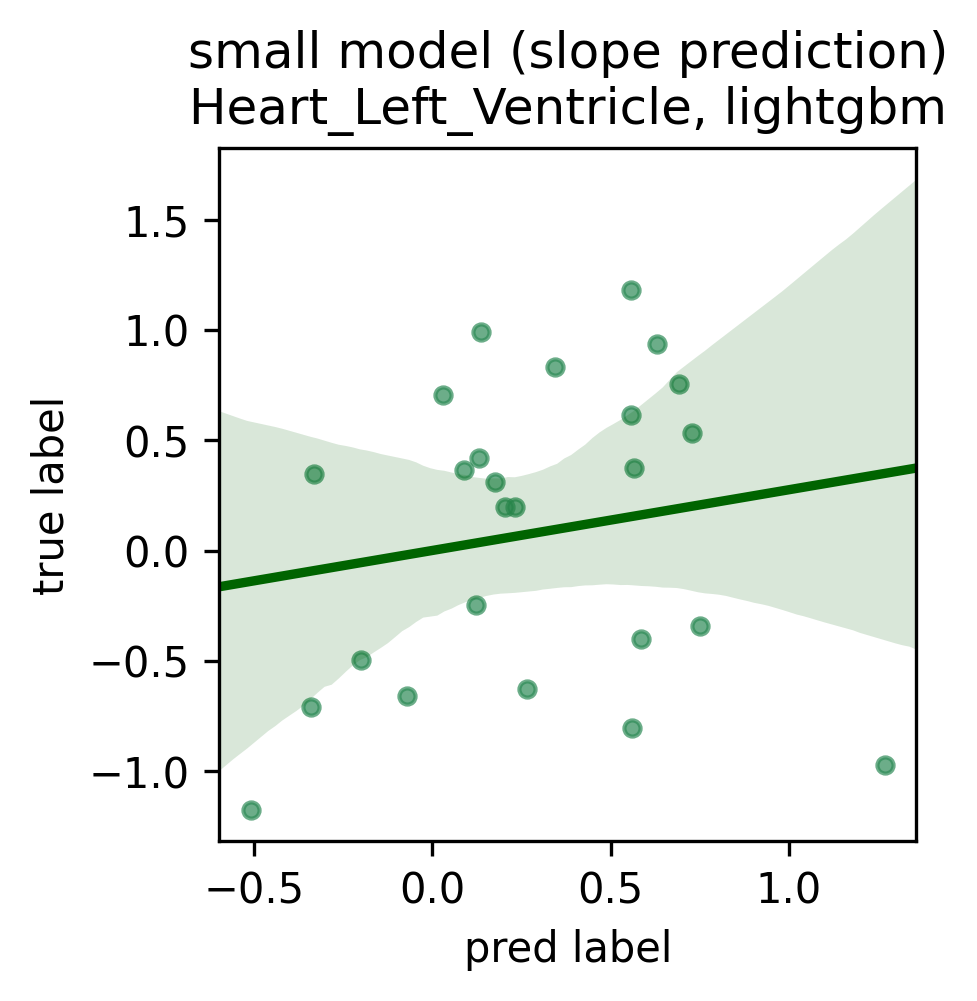 small model (slope prediction)
Heart_Left_Ventricle, lightgbm
1.5
1.0
0.5
0.0
−0.5
−1.0
true label
−0.5
0.0
0.5
1.0
pred label